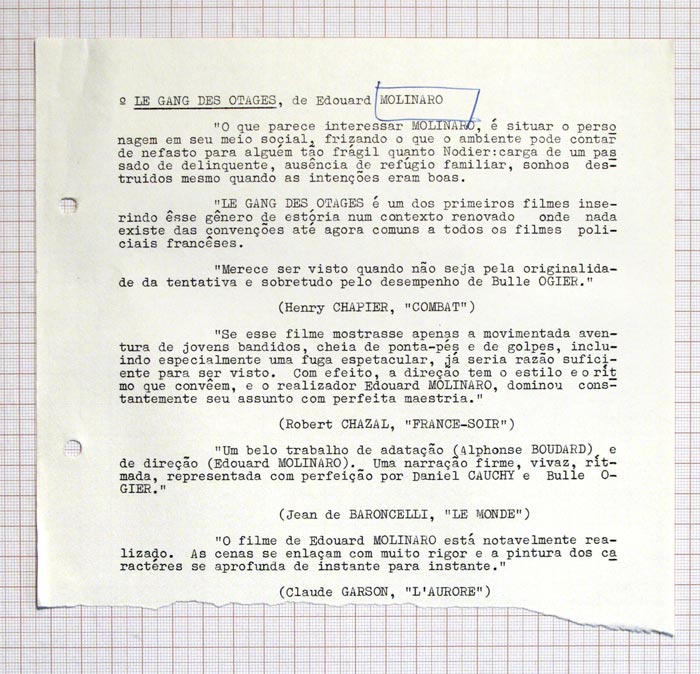 º LE GANG DES OTAGES, de Edouard MOLINARO
"O que parece interessar MOLINARO, é situar o perso
nagem em seu meio social, frizando o que o ambiente pode contar
de nefasto para alguém tão frágil quanto Nodier:carga de um pas
sado de delinquente, ausência de refúgio familiar, sonhos des-
truidos mesmo quando as intenções eram boas.
"LE GANG DES OTAGES é um dos primeiros filmes inse-
rindo êsse gênero de estória num contexto renovado onde nada
existe das convenções até agora comuns a todos os filmes poli-
ciais francêses.
"Merece ser visto quando não seja pela originalida-
de da tentativa e sobretudo pelo desempenho de Bulle OGIER."
(Henry CHAPIER, "COMBAT")
"Se esse filme mostrasse apenas a movimentada aven-
tura de jovens bandidos, cheia de ponta-pés e de golpes, inclu-
indo especialmente uma fuga espetacular, já seria razão sufici-
ente para ser visto. Com efeito, a direção tem o estilo e o rit
mo que convêem, e o realizador Edouard MOLINARO, dominou cons-
tantemente seu assunto com perfeita maestria."
(Robert CHAZAL, "FRANCE-SOIR")
"Um belo trabalho de adatação (Alphonse BOUDARD) e
de direção (Edouard MOLINARO). Uma narração firme, vivaz, rit-
mada, representada com perfeição por Daniel CAUCHY e Bulle O-
GIER."
(Jean de BARONCELLI, "LE MONDE")
"O filme de Edouard MOLINARO está notavelmente rea-
lizado. As cenas se enlaçam com muito rigor e a pintura dos ca
ractéres se aprofunda de instante para instante."
(Claude GARSON, "L'AURORE")